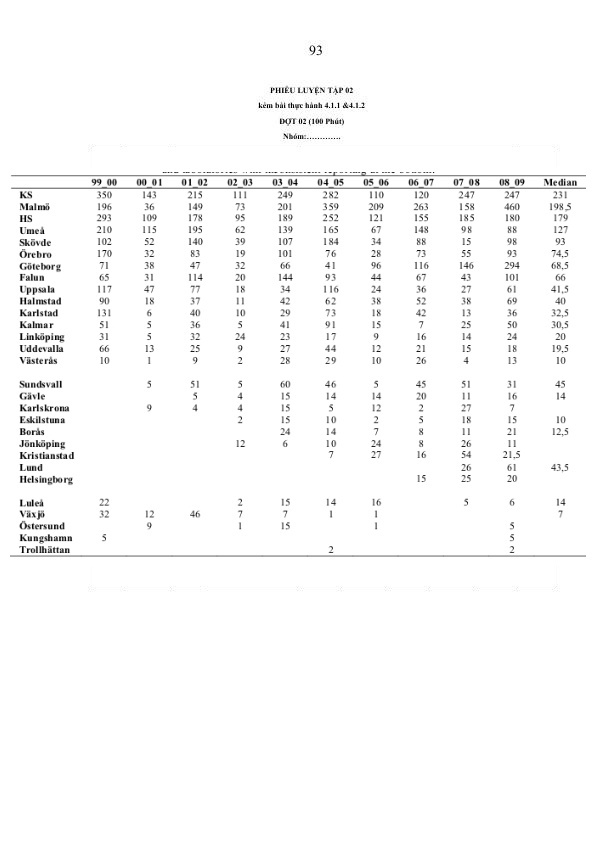 93
PHIẾU LUYỆN TẬP 02
kèm bài thực hành 4.1.1 &4.1.2
ĐỢT 02 (100 Phút)
Nhóm:………….
99_00 00_01 01_02 02_03 03_04 04_05 05_06 06_07 07_08 08_09 Median
KS 350 143 215 111 249 282 110 120 247 247 231
Malmö 196 36 149 73 201 359 209 263 158 460 198,5
HS 293 109 178 95 189 252 121 155 185 180 179
Umeå 210 115 195 62 139 165 67 148 98 88 127
Skövde 102 52 140 39 107 184 34 88 15 98 93
Örebro 170 32 83 19 101 76 28 73 55 93 74,5
Göteborg 71 38 47 32 66 41 96 116 146 294 68,5
Falun 65 31 114 20 144 93 44 67 43 101 66
Uppsala 117 47 77 18 34 116 24 36 27 61 41,5
Halmstad 90 18 37 11 42 62 38 52 38 69 40
Karlstad 131 6 40 10 29 73 18 42 13 36 32,5
Kalmar 51 5 36 5 41 91 15 7 25 50 30,5
Linköping 31 5 32 24 23 17 9 16 14 24 20
Uddevalla 66 13 25 9 27 44 12 21 15 18 19,5
Västerås 10 1 9 2 28 29 10 26 4 13 10
Sundsvall 5 51 5 60 46 5 45 51 31 45
Gävle 5 4 15 14 14 20 11 16 14
Karlskrona 9 4 4 15 5 12 2 27 7
Eskilstuna 2 15 10 2 5 18 15 10
Borås 24 14 7 8 11 21 12,5
Jönköping 12 6 10 24 8 26 11
Kristianstad 7 27 16 54 21,5
Lund 26 61 43,5
Helsingborg 15 25 20
Luleå 22 2 15 14 16 5 6 14
Växjö 32 12 46 7 7 1 1 7
Östersund 9 1 15 1 5
Kungshamn 5 5
Trollhättan 2 2